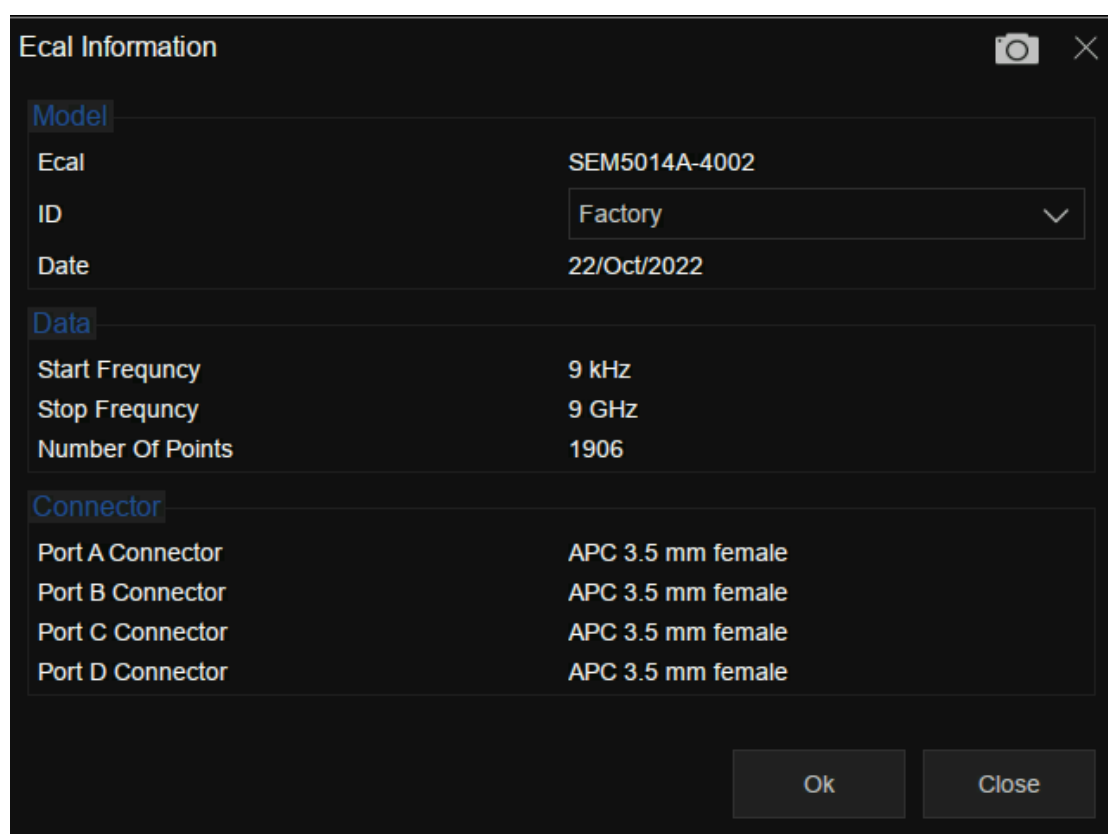 Ecal Information
Model
Ecal SEM5014A-4002
ID Factory
Date 22/Oct/2022
Data
Start Frequncy 9 kHz
Stop Frequncy 9 GHz
Number Of Points 1906
Connector
Port A Connector APC 3.5 mm female
Port B Connector APC 3.5 mm female
Port C Connector APC 3.5 mm female
Port D Connector APC 3.5 mm female
Ok Close